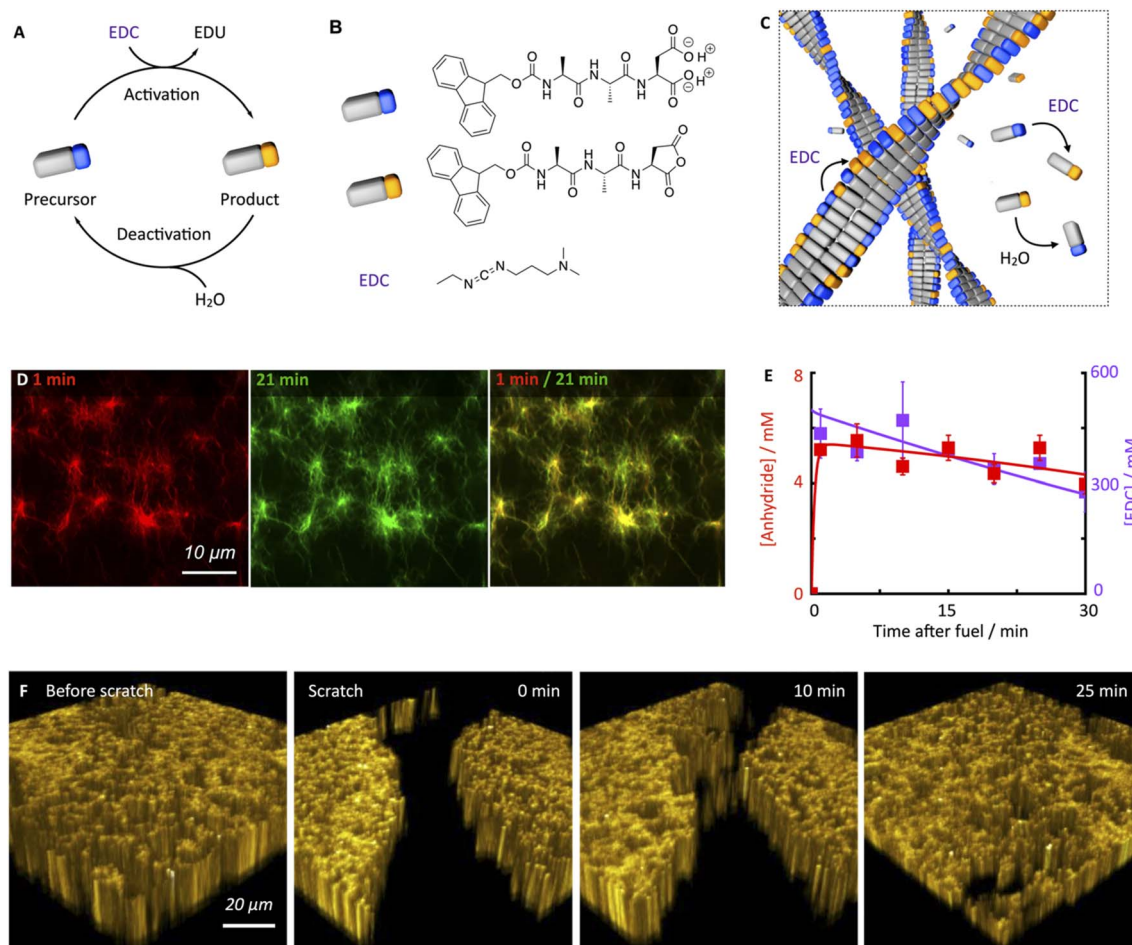 A
EDC
EDU
Activation
Precursor
Product
Deactivation
H₂O
B
O
O⊖ H⊕
O⊖ H⊕
O
O
O
O
N
H
H
N
O
N
H
O
O
O
O
N
H
H
N
O
N
H
O
O
O
EDC
N=C=N
N
C
EDC
EDC
H₂O
D 1 min
21 min
1 min / 21 min
10 µm
E
8
4
0
[Anhydride] / mM
600
300
0
[EDC] / mM
0
15
30
Time after fuel / min
F Before scratch
Scratch
0 min
10 min
25 min
20 µm